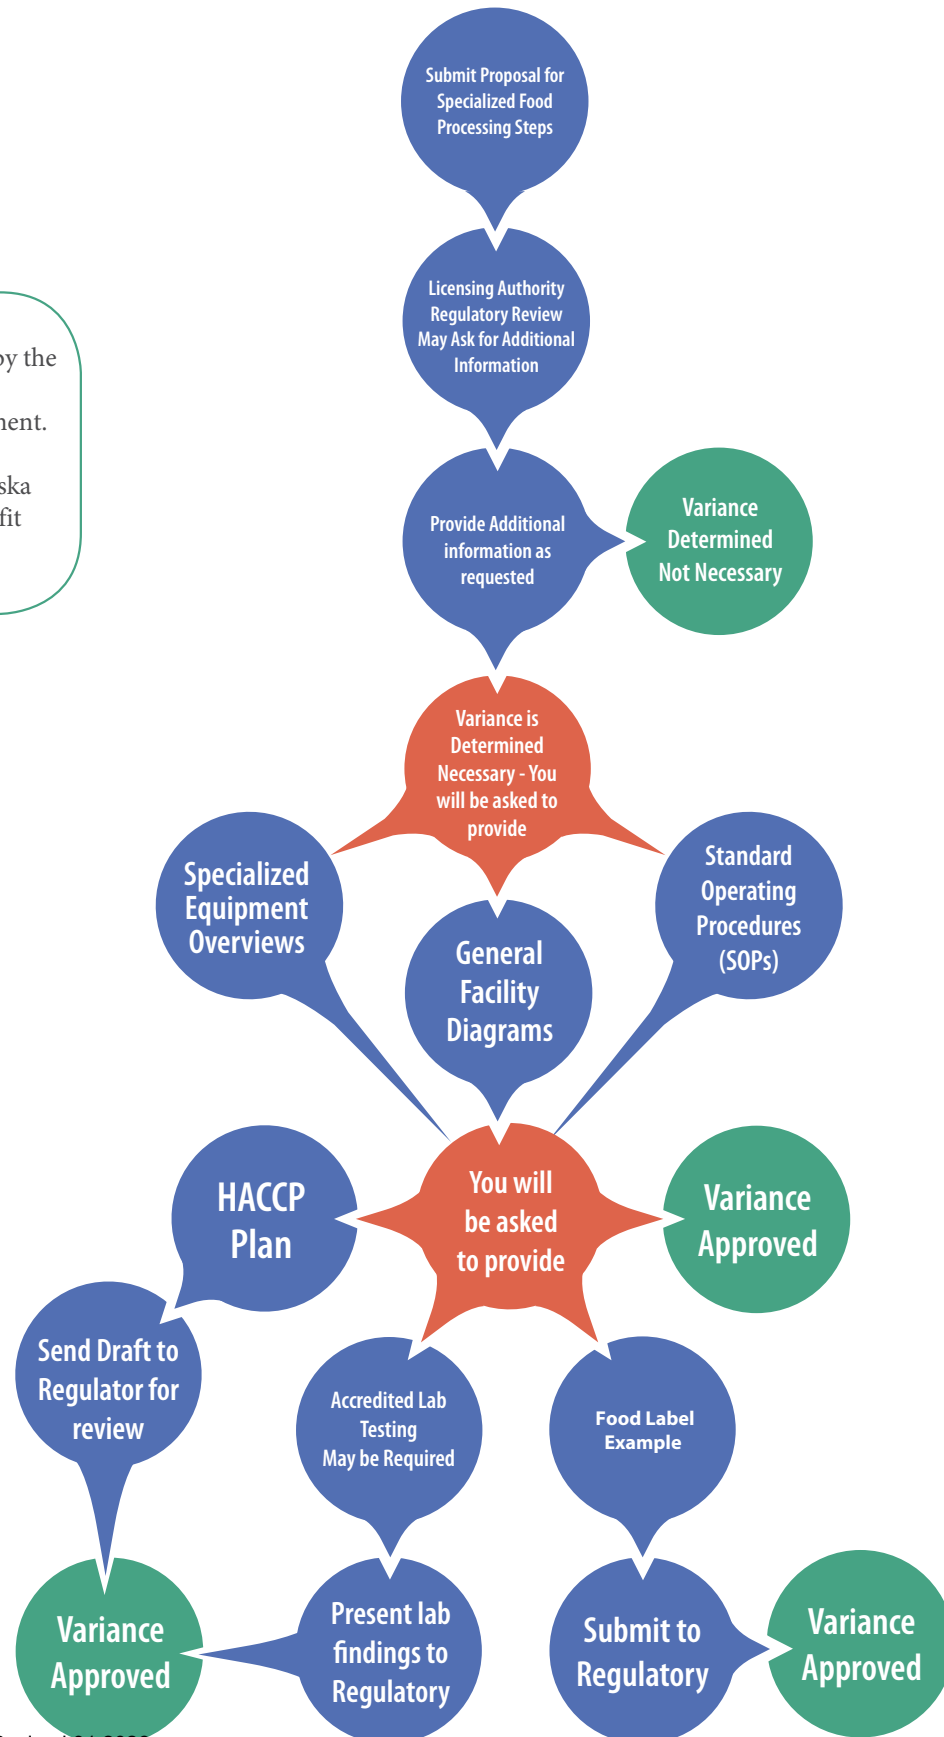 Submit Proposal for
Specialized Food
Processing Steps
Licensing Authority
Regulatory Review
May Ask for Additional
Information
by the
ska
fit
Provide Additional
information as
requested
Variance
Determined
Not Necessary
Variance is
Determined
Necessary - You
will be asked to
provide
Specialized
Equipment
Overviews
General
Facility
Diagrams
Standard
Operating
Procedures
(SOPs)
HACCP
Plan
You will
be asked
to provide
Variance
Approved
Send Draft to
Regulator for
review
Accredited Lab
Testing
May be Required
Food Label
Example
Variance
Approved
Present lab
findings to
Regulatory
Submit to
Regulatory
Variance
Approved